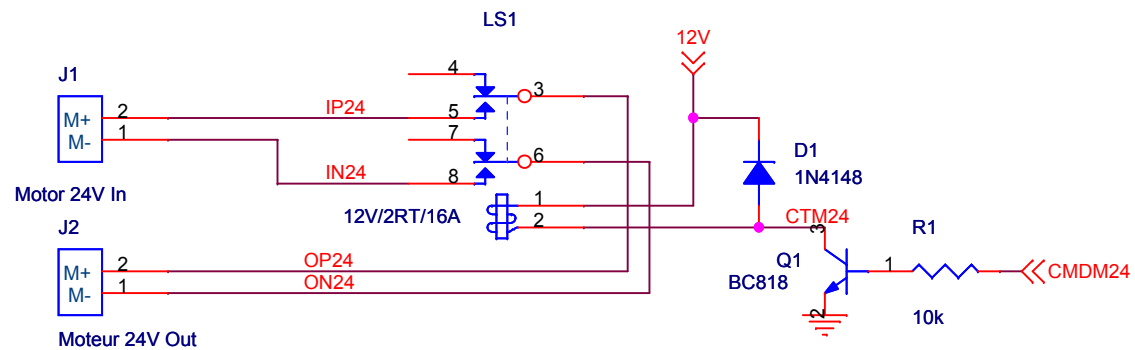 LS1
12V
J1
4
3
M+
2
IP24
5
M-
1
7
6
D1
1N4148
IN24
8
Motor 24V In
12V/2RT/16A
1
2
CTM24
J2
3
R1
M+
2
OP24
Q1
1
CMDM24
M-
1
ON24
BC818
2
10k
Moteur 24V Out